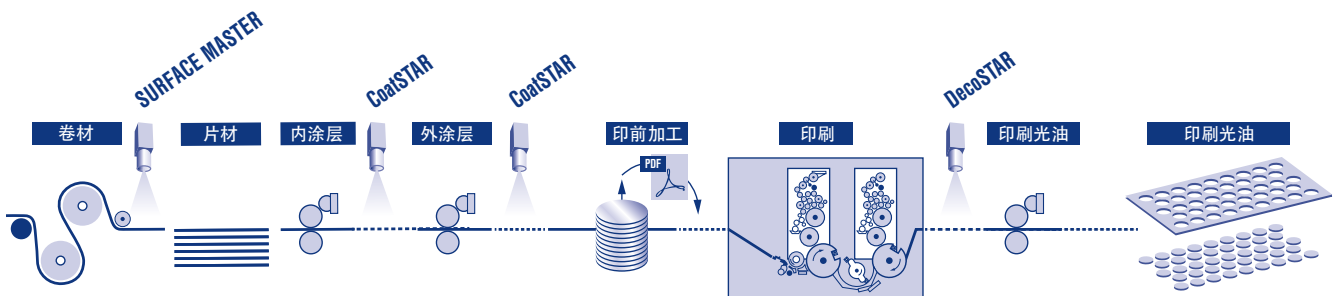 SURFACE MASTER
CoatSTAR
CoatSTAR
DecoSTAR
卷材
片材
内涂层
外涂层
印前加工
印刷
印刷光油
印刷光油
PDF